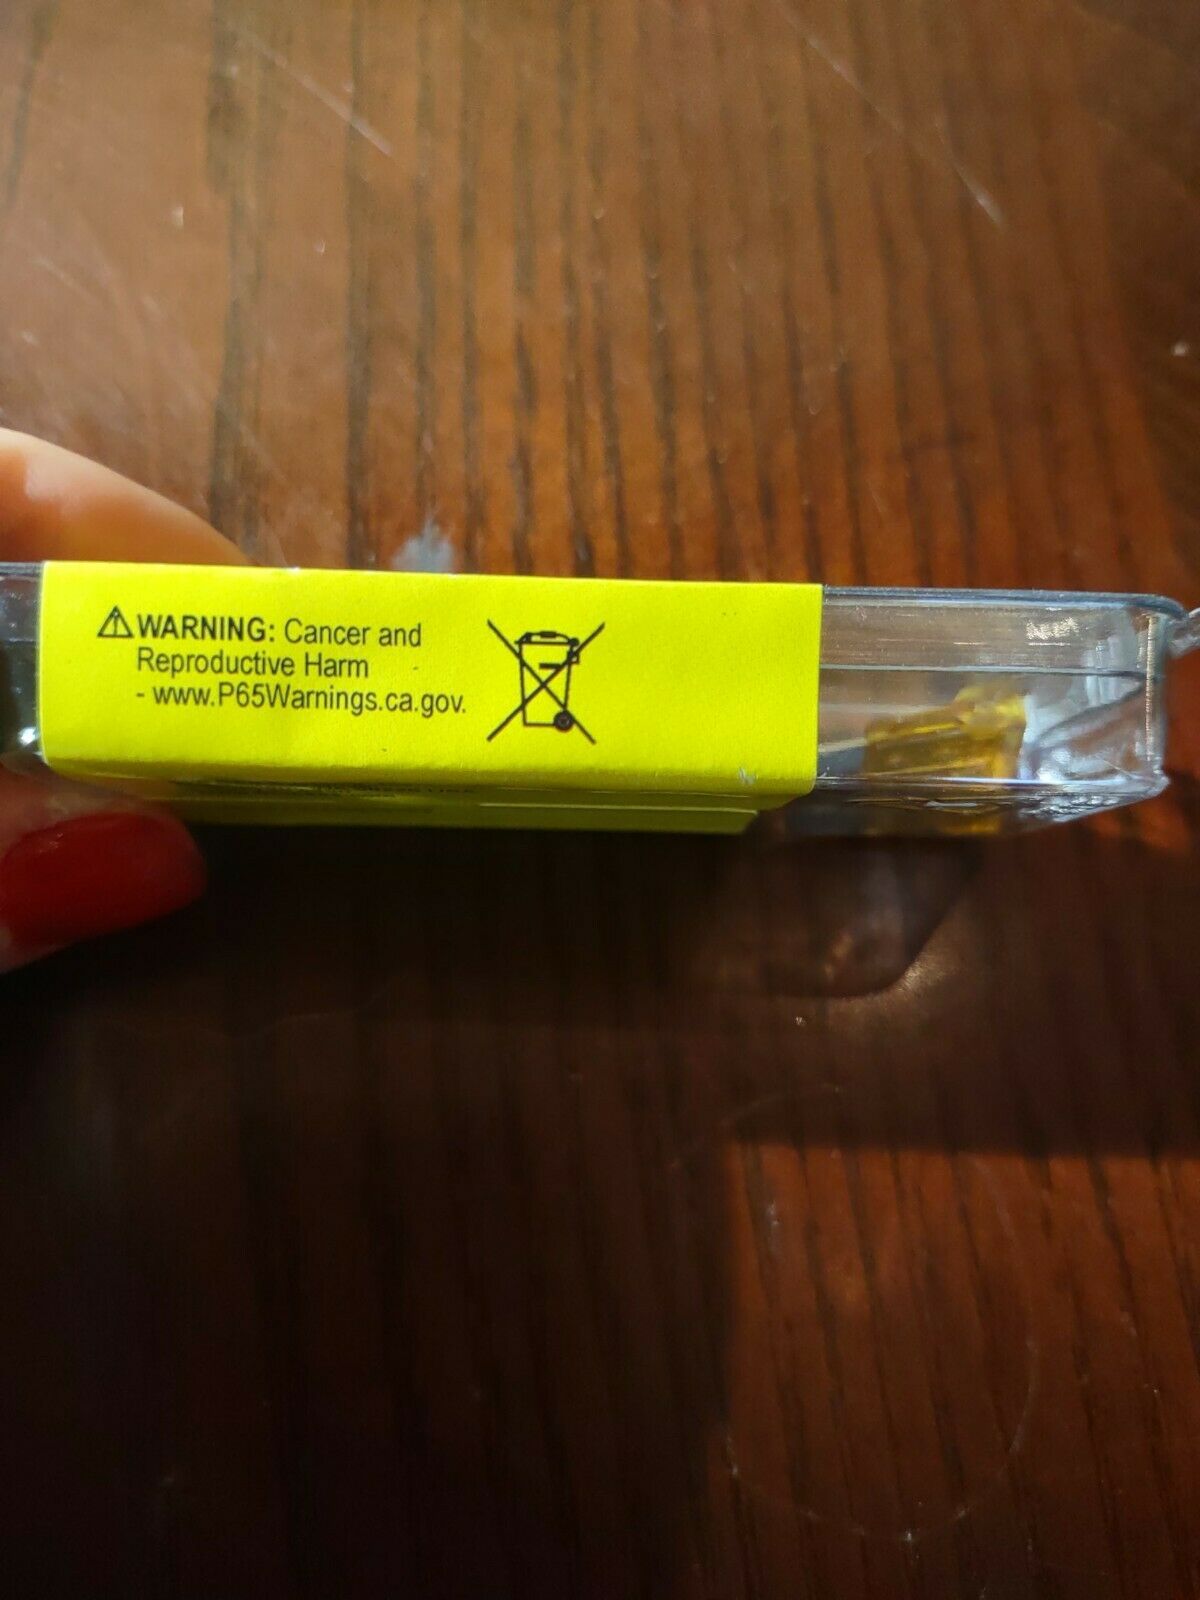 ⚠WARNING: Cancer and
Reproductive Harm
- www.P65Warnings.ca.gov.